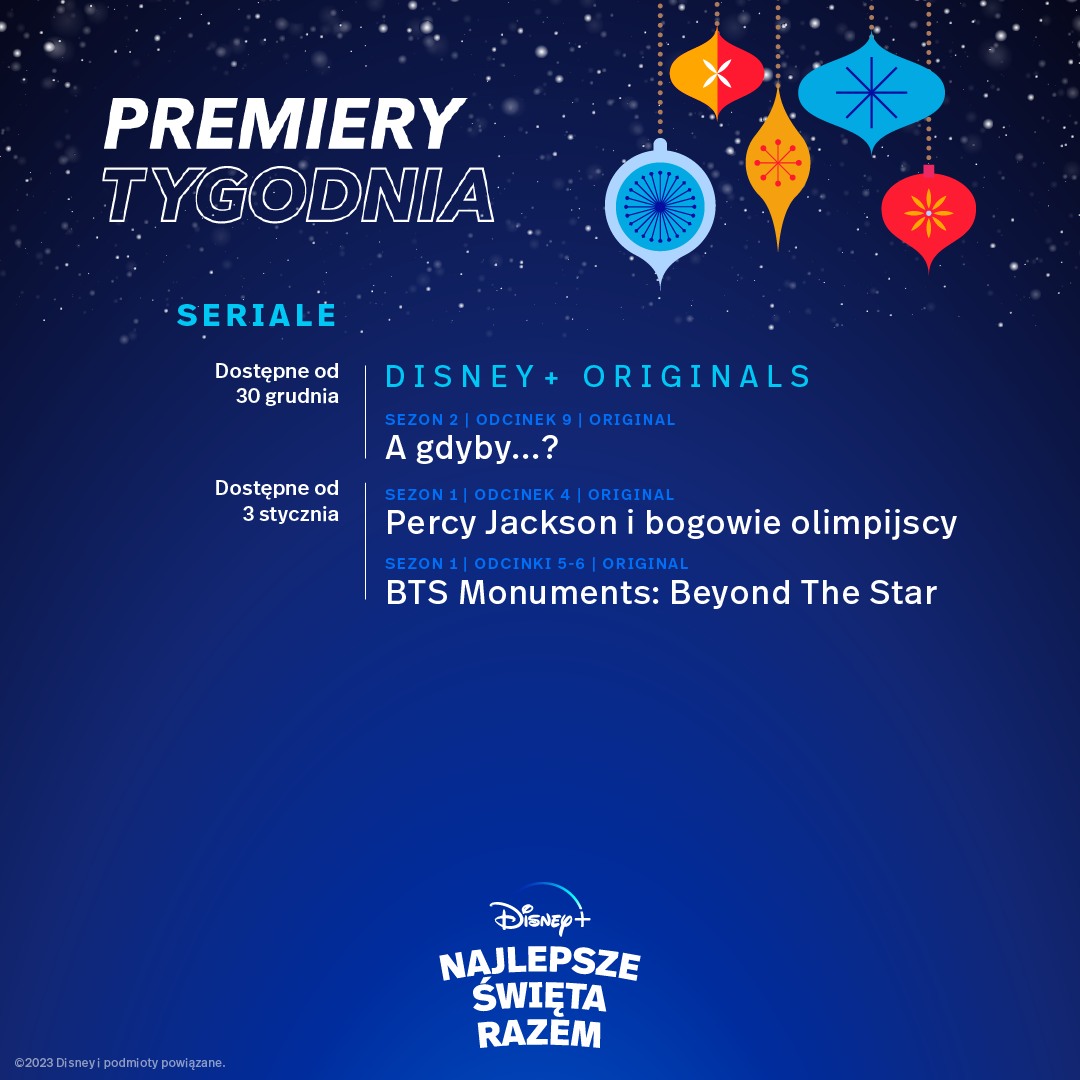 PREMIERY
TYGODNIA
SERIALE
Dostępne od
30 grudnia
DISNEY+ ORIGINALS
SEZON 2 | ODCINEK 9 | ORIGINAL
A gdyby...?
Dostępne od
3 stycznia
SEZON 1 | ODCINEK 4 | ORIGINAL
Percy Jackson i bogowie olimpijscy
SEZON 1 | ODCINKI 5-6 | ORIGINAL
BTS Monuments: Beyond The Star
Disney+
NAJLEPSZE
ŚWIĘTA
RAZEM
©2023 Disney i podmioty powiązane.